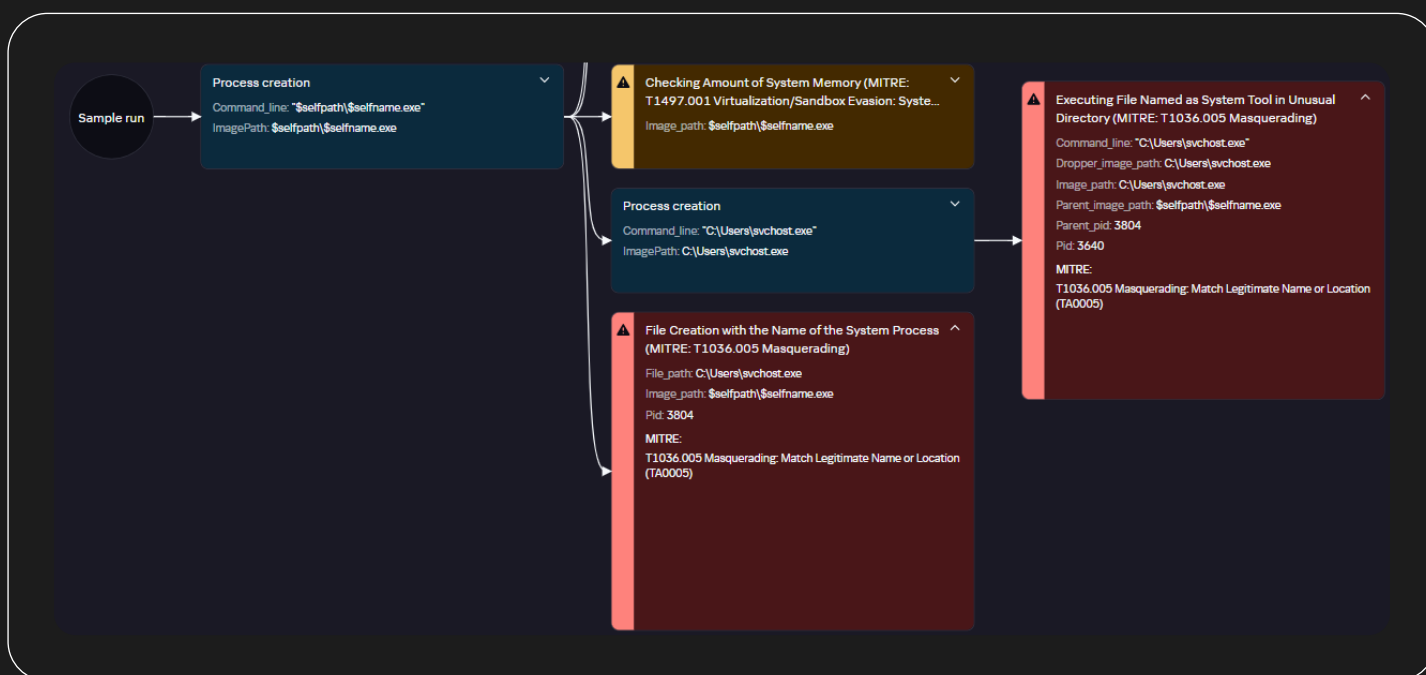 Sample run
Process creation
Command_line: "$selfpath\$selfname.exe"
ImagePath: $selfpath\$selfname.exe
Checking Amount of System Memory (MITRE:
T1497.001 Virtualization/Sandbox Evasion: Syste...
Image_path: $selfpath\$selfname.exe
Process creation
Command_line: "C:\Users\svchost.exe"
ImagePath: C:\Users\svchost.exe
File Creation with the Name of the System Process
(MITRE: T1036.005 Masquerading)
File_path: C:\Users\svchost.exe
Image_path: $selfpath\$selfname.exe
Pid: 3804
MITRE:
T1036.005 Masquerading: Match Legitimate Name or Location
(TA0005)
Executing File Named as System Tool in Unusual
Directory (MITRE: T1036.005 Masquerading)
Command_line: "C:\Users\svchost.exe"
Dropper_image_path: C:\Users\svchost.exe
Image_path: C:\Users\svchost.exe
Parent_image_path: $selfpath\$selfname.exe
Parent_pid: 3804
Pid: 3640
MITRE:
T1036.005 Masquerading: Match Legitimate Name or Location
(TA0005)